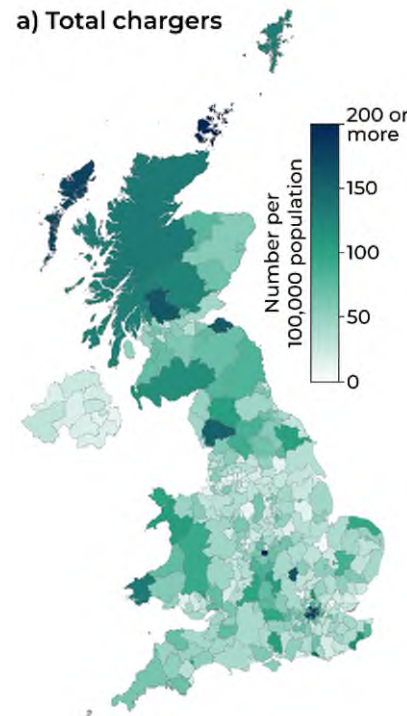 a) Total chargers
200 or
more
150
100
50
0
Number per
100,000 population